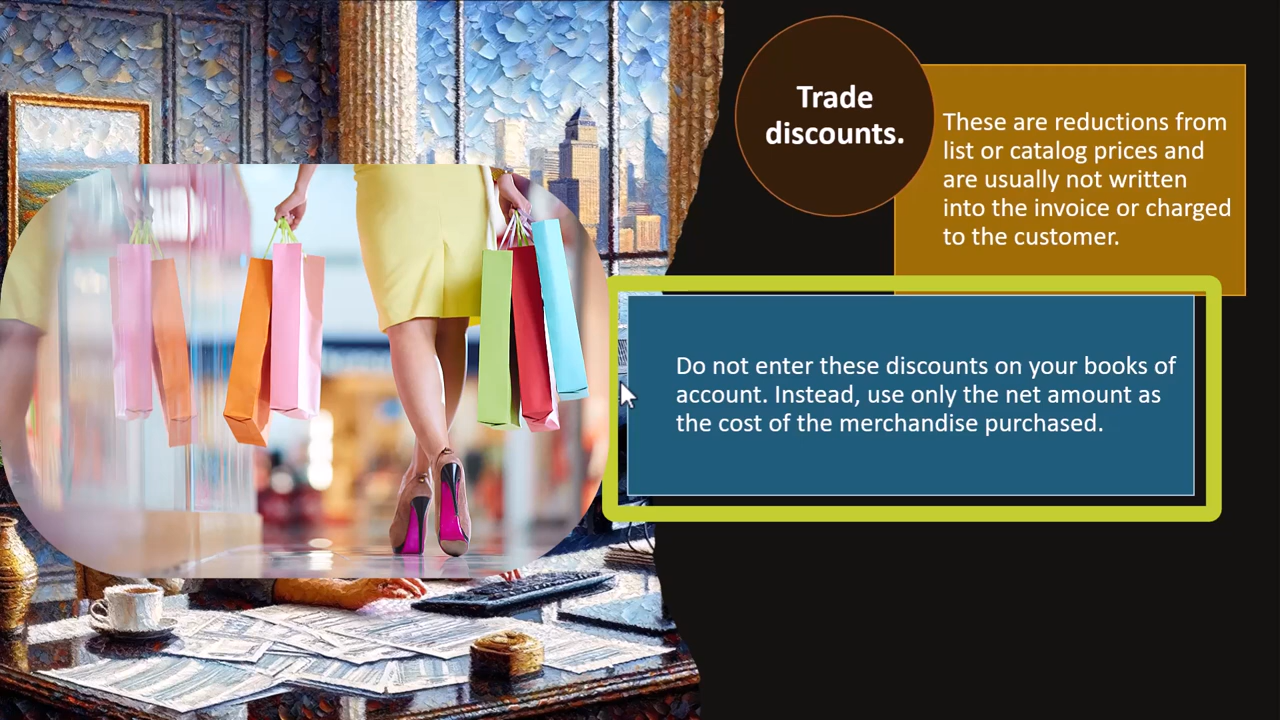 Trade
discounts.
These are reductions from
list or catalog prices and
are usually not written
into the invoice or charged
to the customer.
Do not enter these discounts on your books of
account. Instead, use only the net amount as
the cost of the merchandise purchased.